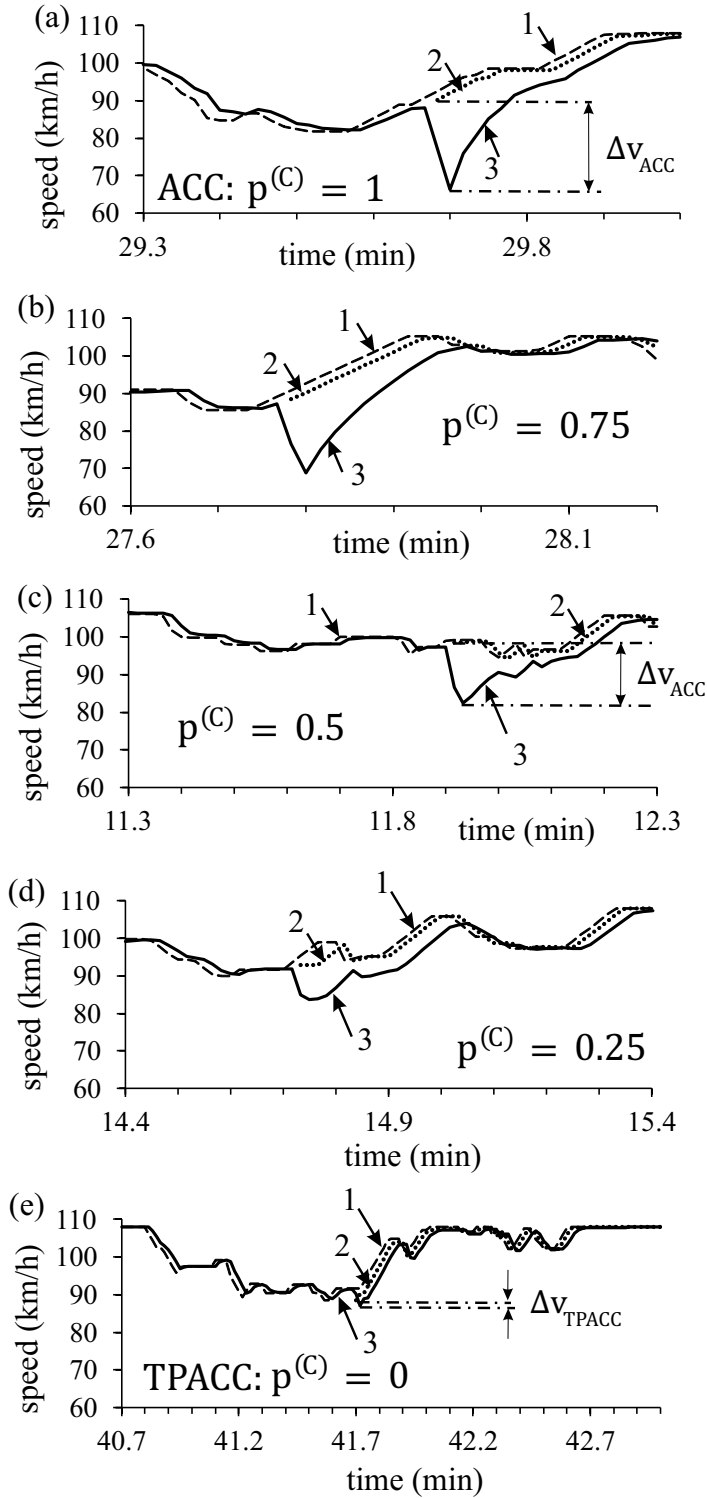 (a)
110
100
90
80
70
60
speed (km/h)
1
2
3
Δv_ACC
ACC: p^(C) = 1
29.3
29.8
time (min)
(b)
110
100
90
80
70
60
speed (km/h)
1
2
3
p^(C) = 0.75
27.6
28.1
time (min)
(c)
110
100
90
80
70
60
speed (km/h)
1
2
3
Δv_ACC
p^(C) = 0.5
11.3
11.8
12.3
time (min)
(d)
110
100
90
80
70
60
speed (km/h)
1
2
3
p^(C) = 0.25
14.4
14.9
15.4
time (min)
(e)
110
100
90
80
70
60
speed (km/h)
1
2
3
Δv_TPACC
TPACC: p^(C) = 0
40.7
41.2
41.7
42.2
42.7
time (min)